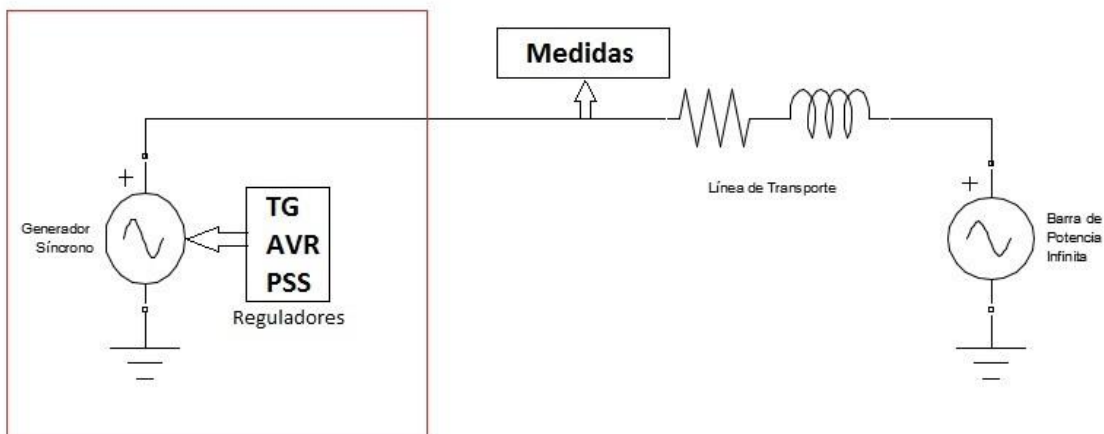 Medidas
Línea de Transporte
+
+
TG
AVR
PSS
Reguladores
Generador
Síncrono
Barra de
Potencia
Infinita